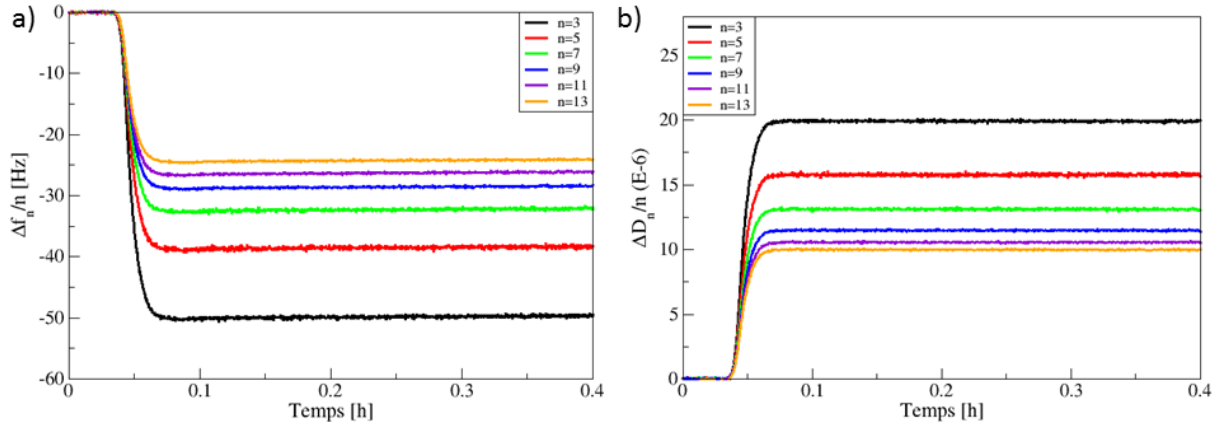 a)
Δf_n/n [Hz]
0
-10
-20
-30
-40
-50
-60
0
0.1
0.2
0.3
0.4
Temps [h]
n=3
n=5
n=7
n=9
n=11
n=13
b)
ΔD_n/n (E-6)
25
20
15
10
5
0
0
0.1
0.2
0.3
0.4
Temps [h]
n=3
n=5
n=7
n=9
n=11
n=13